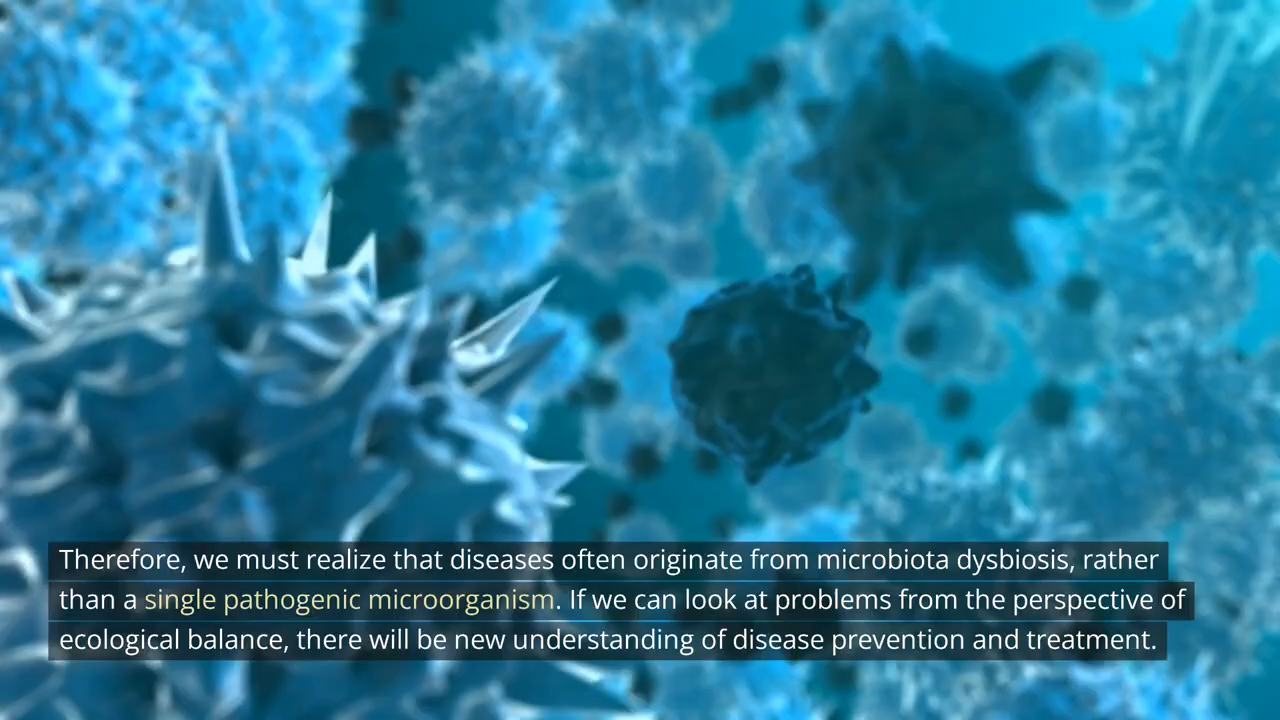 Therefore, we must realize that diseases often originate from microbiota dysbiosis, rather
than a single pathogenic microorganism. If we can look at problems from the perspective of
ecological balance, there will be new understanding of disease prevention and treatment.